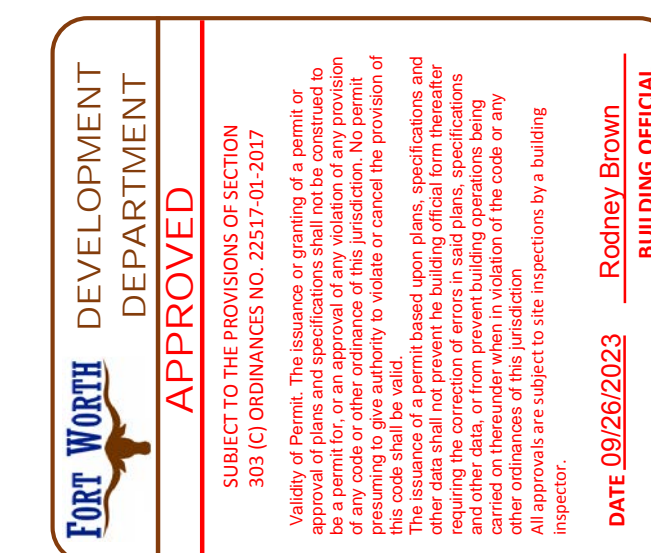 FORT WORTH
DEVELOPMENT
DEPARTMENT
APPROVED
SUBJECT TO THE PROVISIONS OF SECTION
303 (C) ORDINANCES NO. 22517-01-2017
Validity of Permit. The issuance or granting of a permit or
approval of plans and specifications shall not be construed to
be a permit for, or an approval of any violation of any provision
of any code or other ordinance of this jurisdiction. No permit
presuming to give authority to violate or cancel the provision of
this code shall be valid.
The issuance of a permit based upon plans, specifications and
other data shall not prevent he building official form thereafter
requiring the correction of errors in said plans, specifications
and other data, or from prevent building operations being
carried on thereunder when in violation of the code or any
other ordinances of this jurisdiction
All approvals are subject to site inspections by a building
inspector.
DATE 09/26/2023 Rodney Brown
BUILDING OFFICIAL